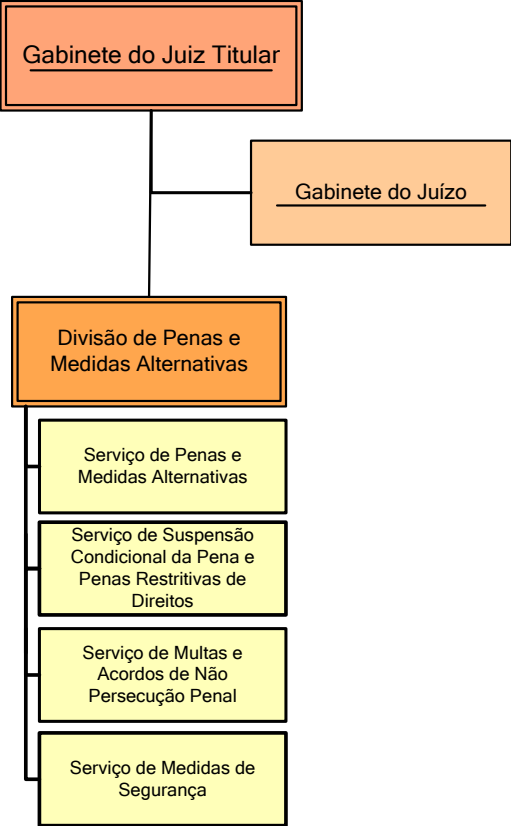 Gabinete do Juiz Titular
Gabinete do Juízo
Divisão de Penas e
Medidas Alternativas
Serviço de Penas e
Medidas Alternativas
Serviço de Suspensão
Condicional da Pena e
Penas Restritivas de
Direitos
Serviço de Multas e
Acordos de Não
Persecução Penal
Serviço de Medidas de
Segurança